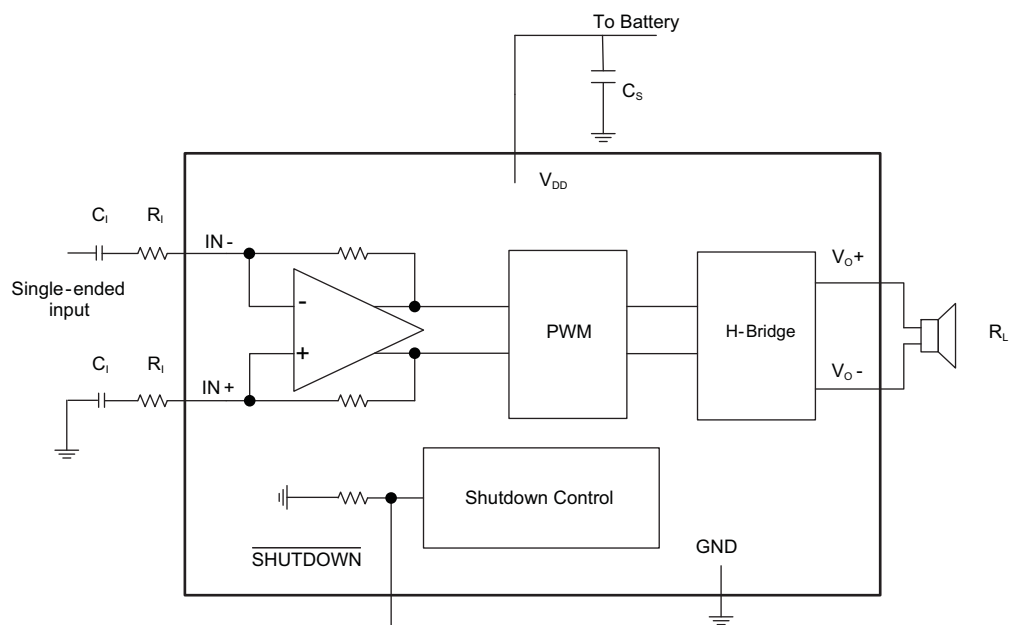 To Battery
C_S
V_DD
C_I
R_I
IN -
V_O+
Single-ended
input
-
+
PWM
H-Bridge
R_L
C_I
R_I
IN +
V_O-
Shutdown Control
SHUTDOWN
GND